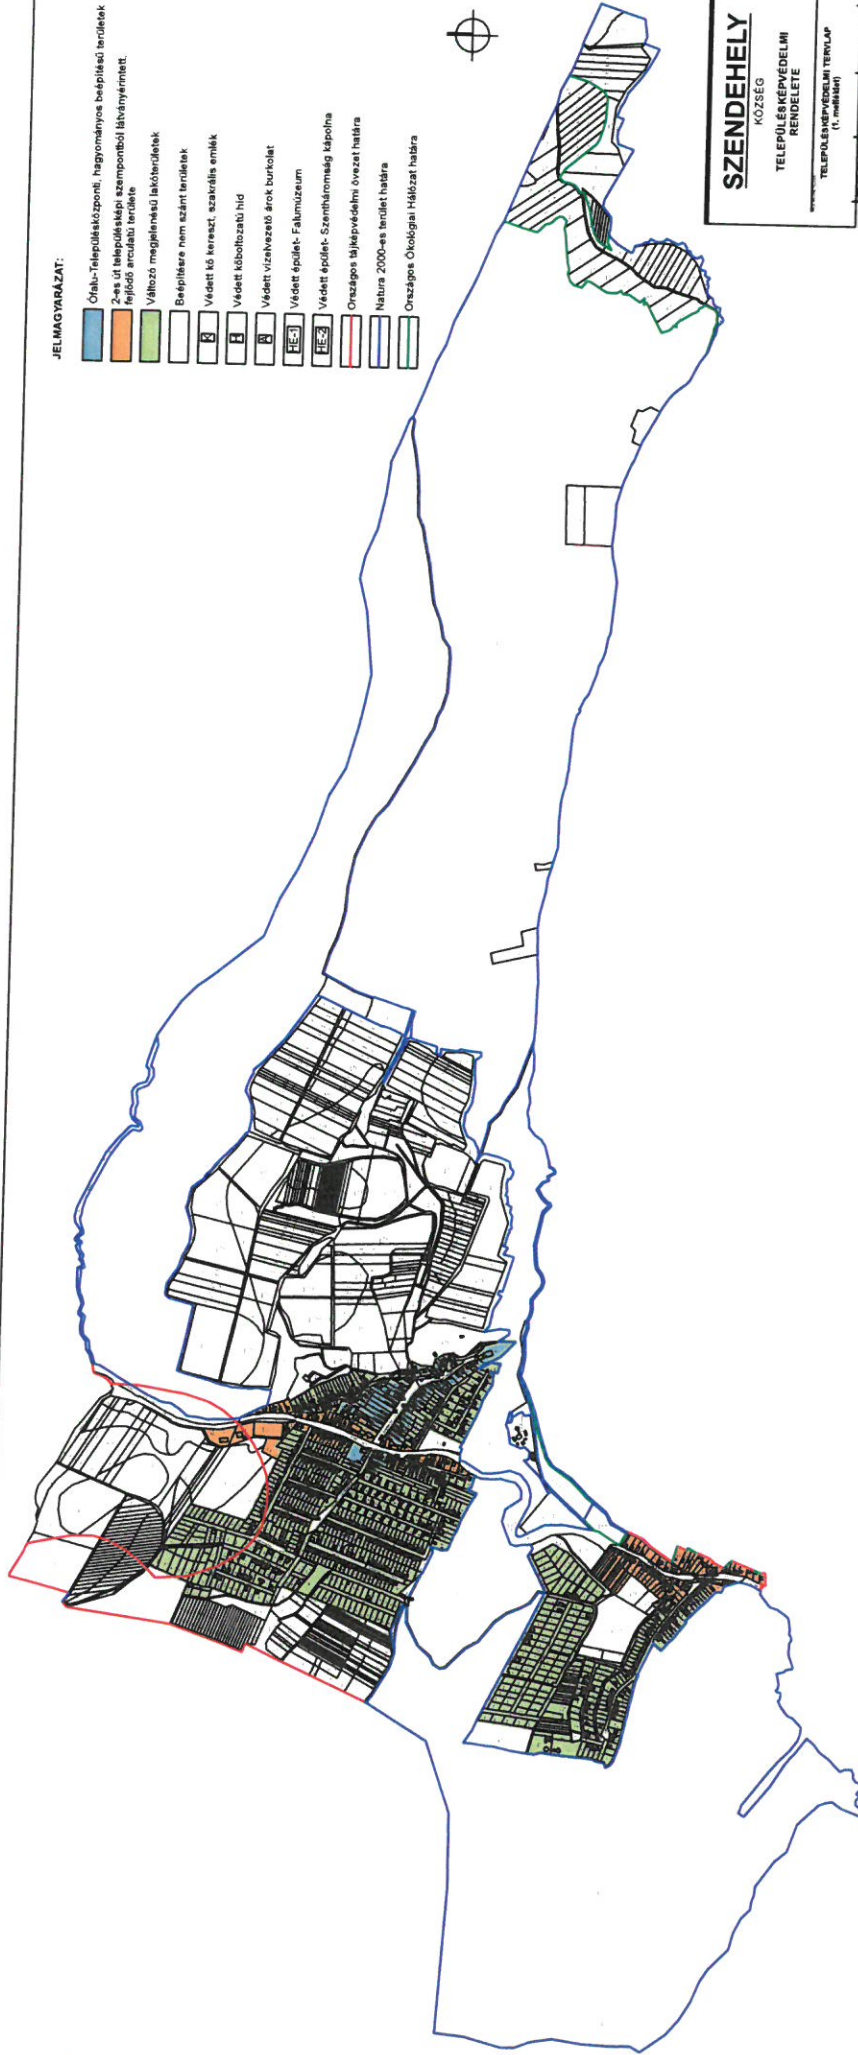 JELMAGYARÁZAT:
Ófalu-Településközponti, hagyományos beépítésű területek
2-es út településképi szempontból látványérintett,
fejlődő arculatú területe
Változó megjelenésű lakóterületek
Beépítésre nem szánt területek
K
Védett kő kereszt, szakrális emlék
H
Védett kőboltozatú híd
Á
Védett vízelvezető árok burkolat
HE-1
Védett épület- Falumúzeum
HE-2
Védett épület- Szentháromság kápolna
Országos tájképvédelmi övezet határa
Natura 2000-es terület határa
Országos Ökológiai Hálózat határa
SZENDEHELY
KÖZSÉG
TELEPÜLÉSKÉPVÉDELMI
RENDELETE
TELEPÜLÉSKÉPVÉDELMI TERVLAP
(1. melléklet)